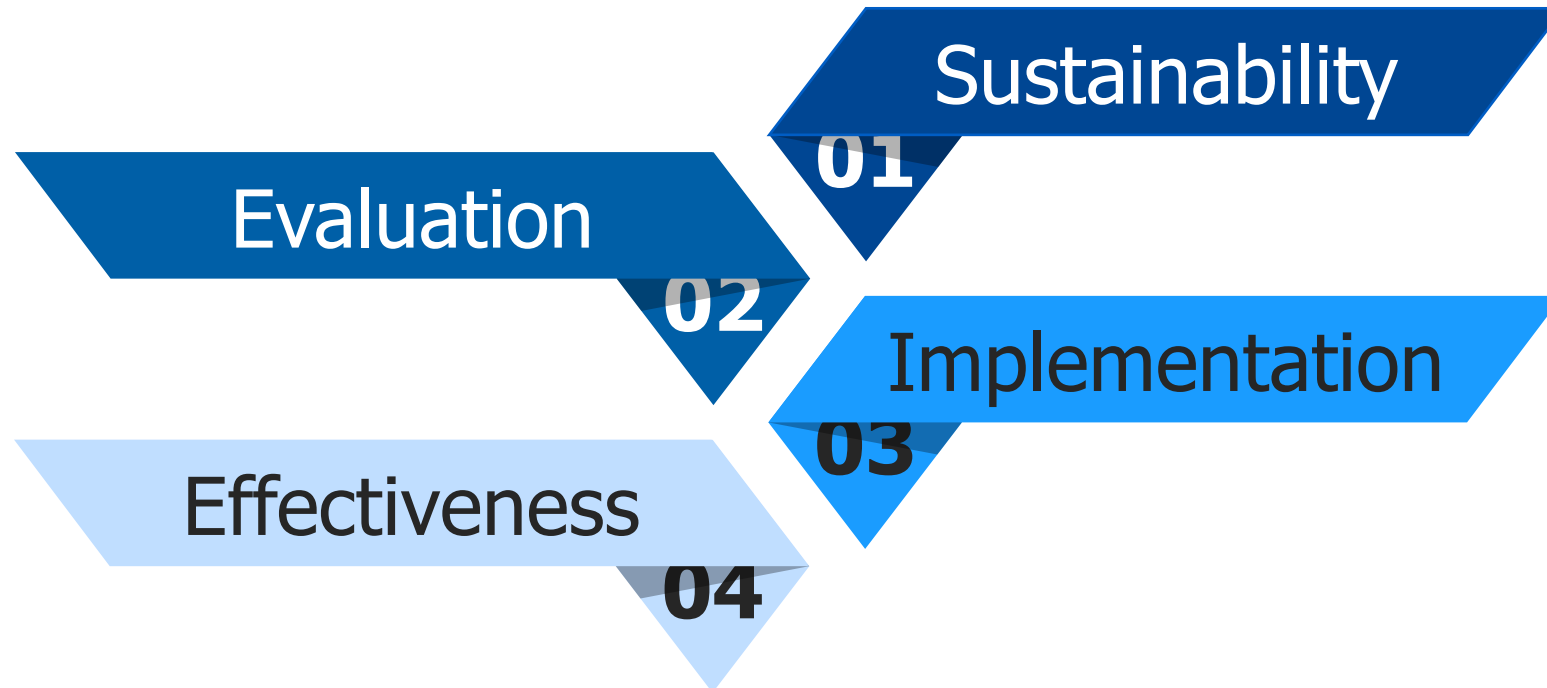 Sustainability
01
Evaluation
02
Implementation
03
Effectiveness
04